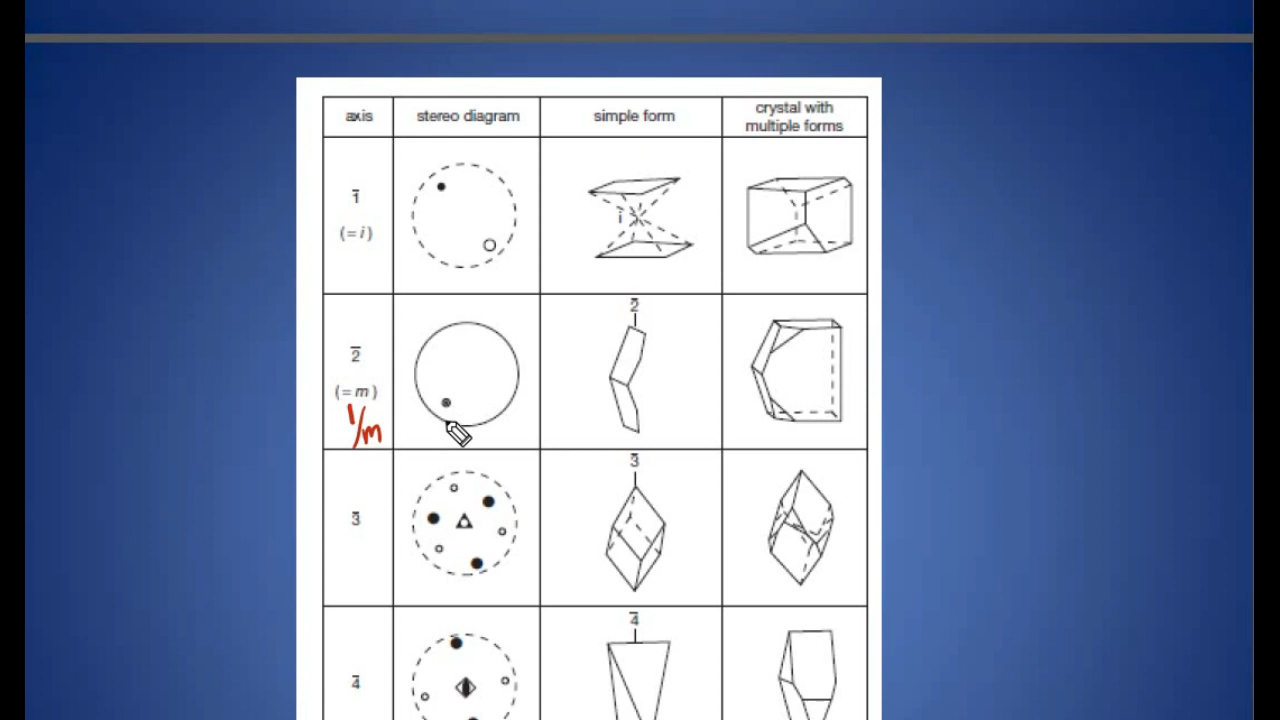 axis stereo diagram simple form crystal with
multiple forms
1̅
(= i)
i
2̅
2̅
(= m)
1/m
3̅
3̅
4̅
4̅